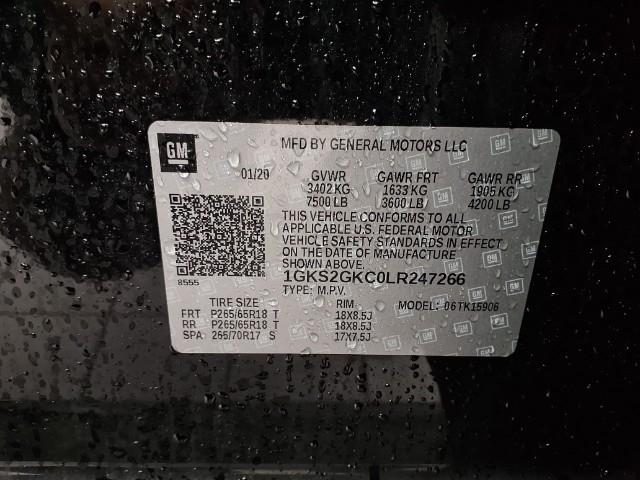 GM
MFD BY GENERAL MOTORS LLC
01/20 GVWR GAWR FRT GAWR RR
3402 KG 1633 KG 1905 KG
7500 LB 3600 LB 4200 LB
THIS VEHICLE CONFORMS TO ALL
APPLICABLE U.S. FEDERAL MOTOR
VEHICLE SAFETY STANDARDS IN EFFECT
ON THE DATE OF MANUFACTURE
SHOWN ABOVE.
8555
1GKS2GKC0LR247266
TYPE: M.P.V. MODEL: 06TK15906
TIRE SIZE RIM
FRT P265/65R18 T 18X8.5J
RR P265/65R18 T 18X8.5J
SPA 265/70R17 S 17X7.5J